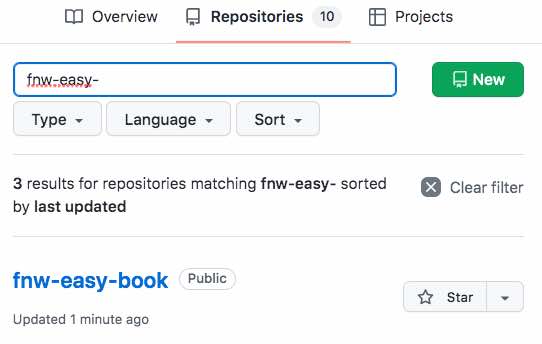 Overview Repositories 10 Projects
fnw-easy-
New
Type Language Sort
3 results for repositories matching fnw-easy- sorted
by last updated
Clear filter
fnw-easy-book Public
Star
Updated 1 minute ago